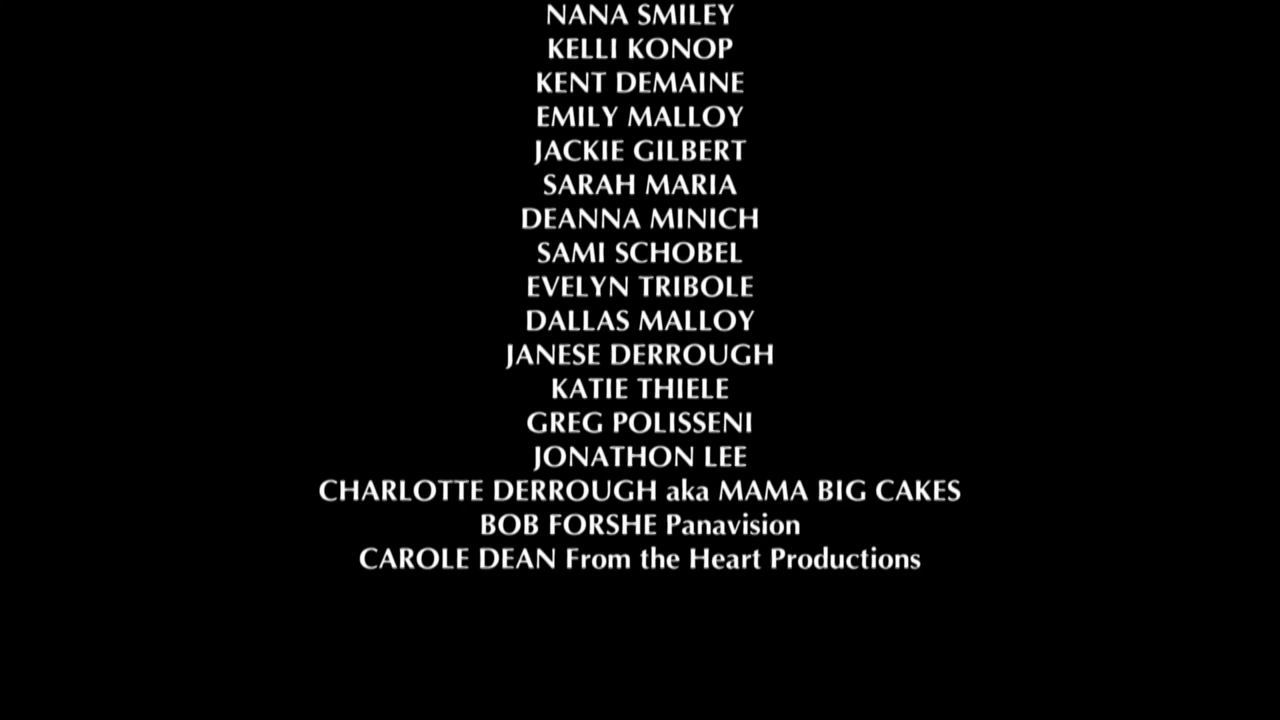 NANA SMILEY
KELLI KONOP
KENT DEMAINE
EMILY MALLOY
JACKIE GILBERT
SARAH MARIA
DEANNA MINICH
SAMI SCHOBEL
EVELYN TRIBOLE
DALLAS MALLOY
JANESE DERROUGH
KATIE THIELE
GREG POLISSENI
JONATHON LEE
CHARLOTTE DERROUGH aka MAMA BIG CAKES
BOB FORSHE Panavision
CAROLE DEAN From the Heart Productions